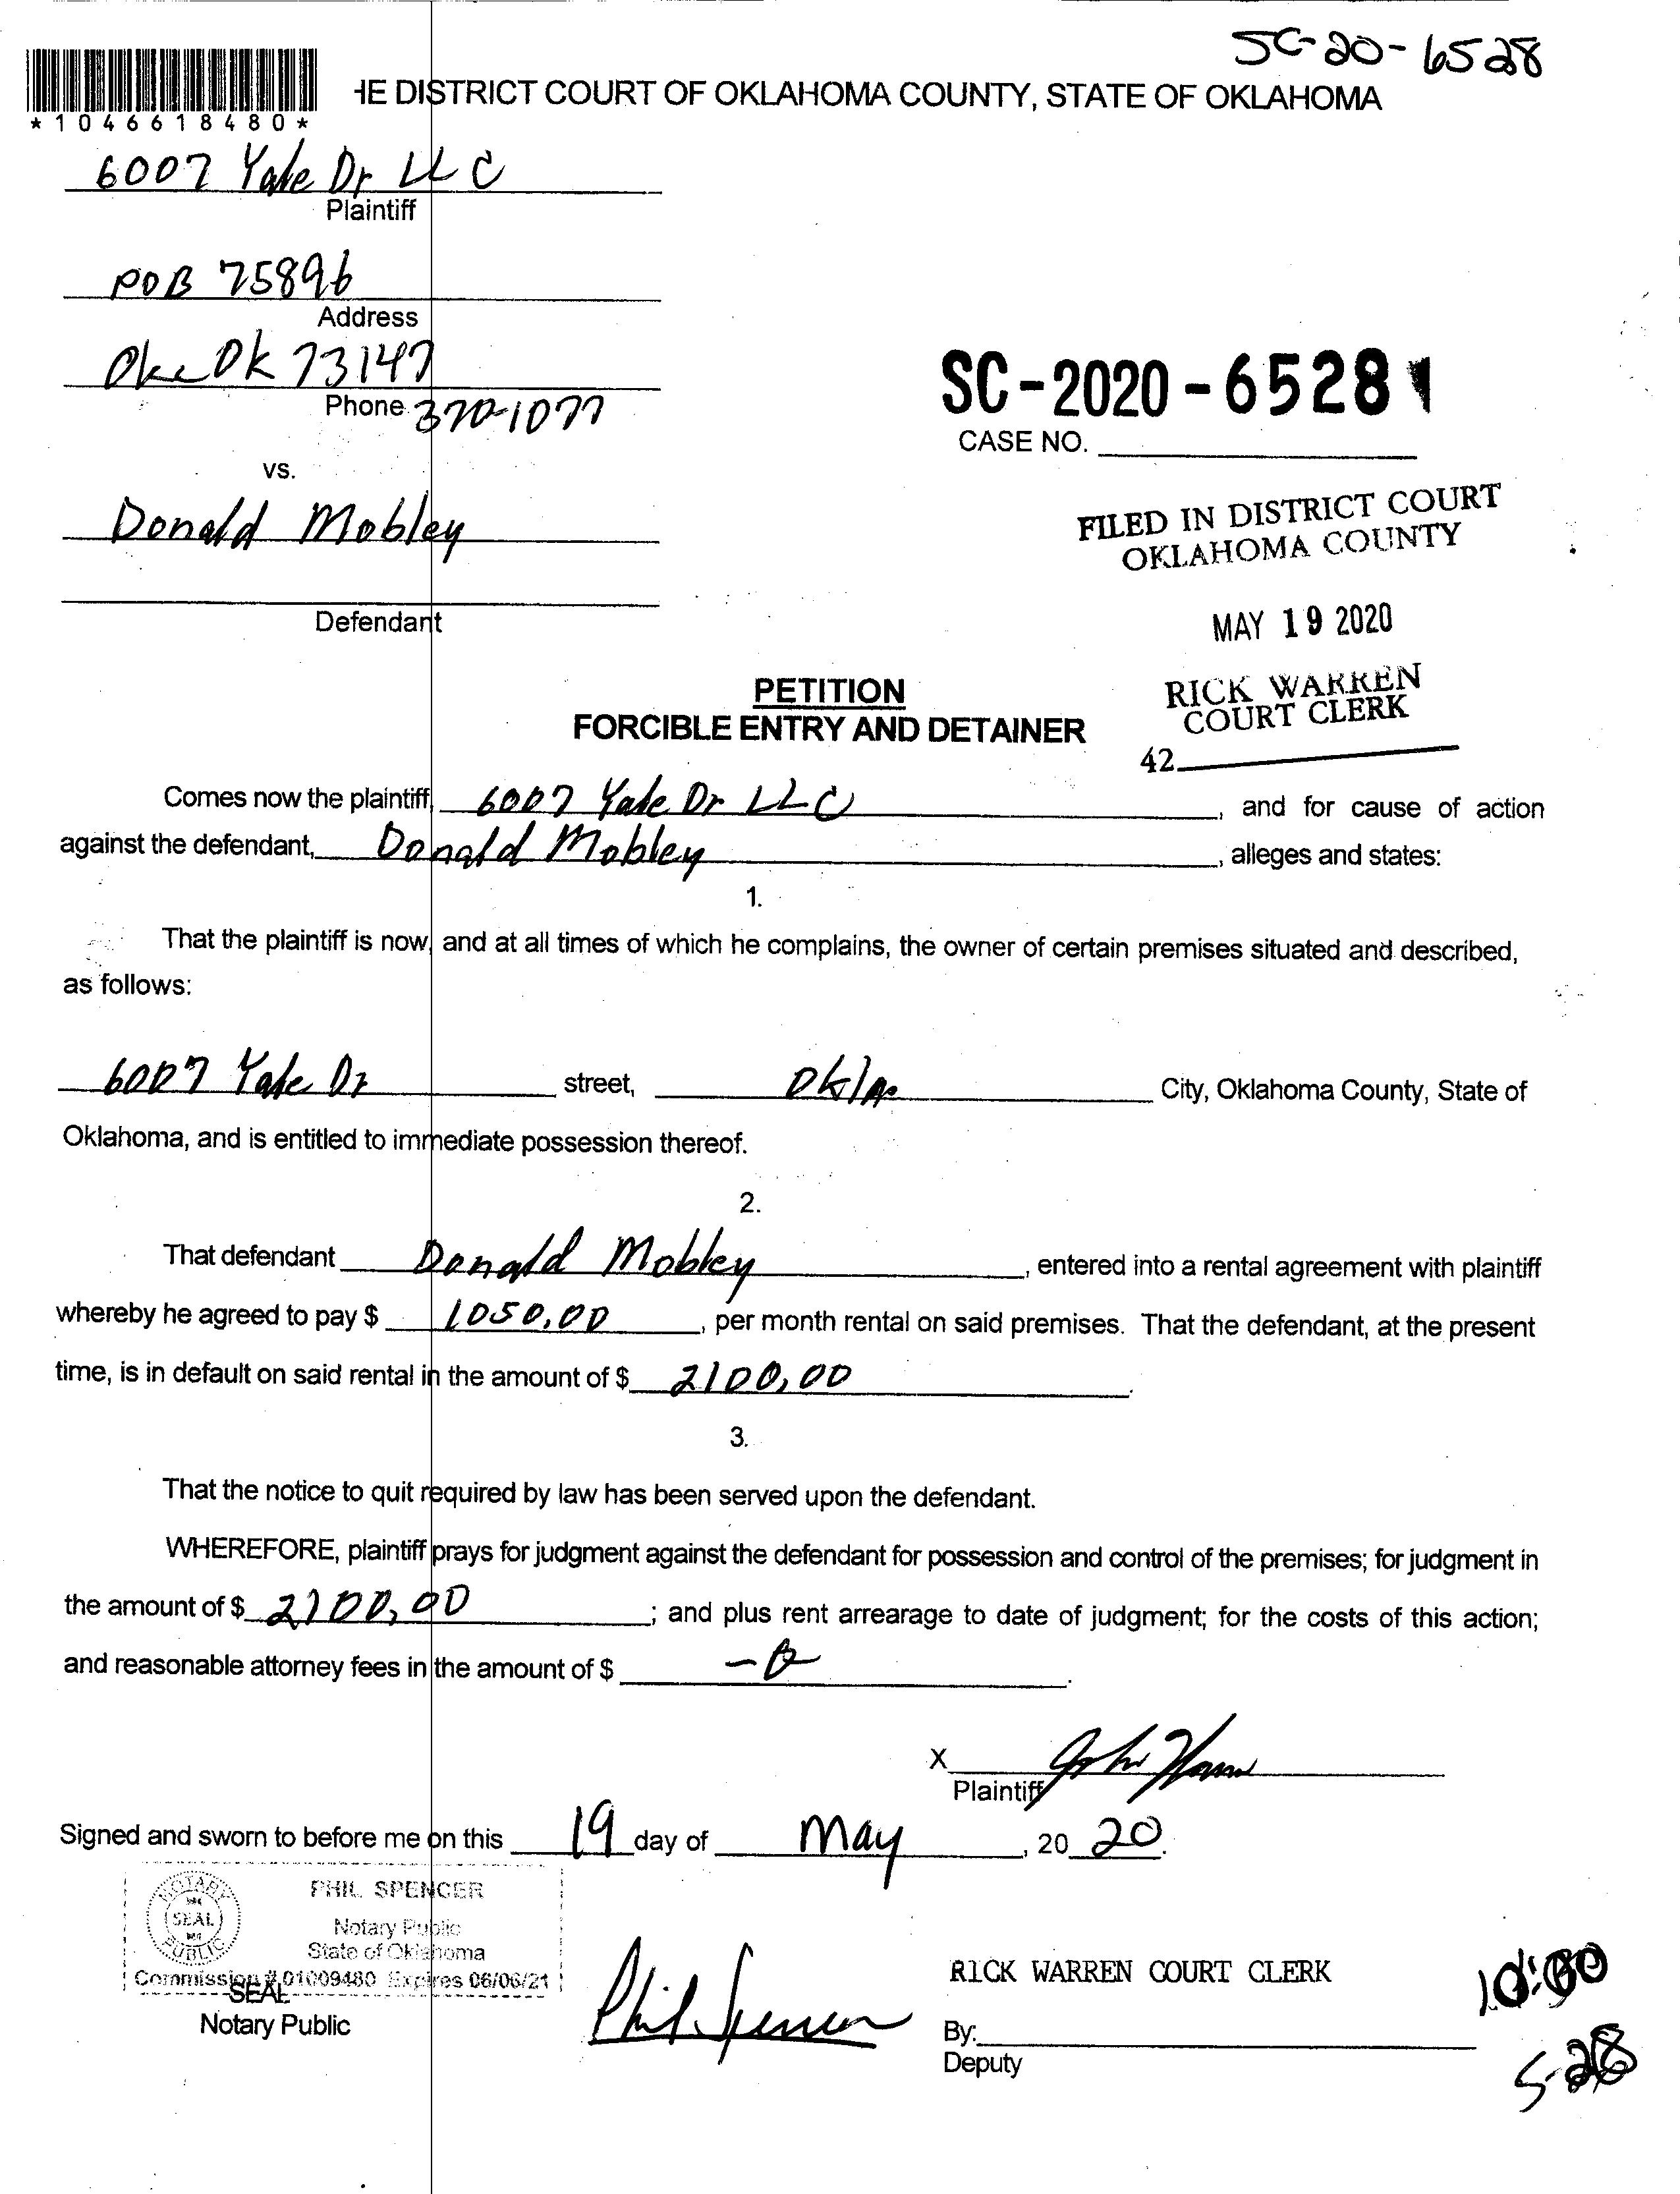 SC-20-6528
*1046618480*
HE DISTRICT COURT OF OKLAHOMA COUNTY, STATE OF OKLAHOMA
6007 Yale Dr LLC
Plaintiff
POB 75896
Address
Okc Ok 73147
Phone 370-1077
vs.
SC-2020-6528
CASE NO.
Donald Mobley
Defendant
FILED IN DISTRICT COURT
OKLAHOMA COUNTY
MAY 19 2020
RICK WARREN
COURT CLERK
42
PETITION
FORCIBLE ENTRY AND DETAINER
Comes now the plaintiff, 6007 Yale Dr LLC, and for cause of action
against the defendant, Donald Mobley, alleges and states:
1.
That the plaintiff is now, and at all times of which he complains, the owner of certain premises situated and described,
as follows:
6007 Yale Dr street, Okla City, Oklahoma County, State of
Oklahoma, and is entitled to immediate possession thereof.
2.
That defendant Donald Mobley, entered into a rental agreement with plaintiff
whereby he agreed to pay $ 1050.00, per month rental on said premises. That the defendant, at the present
time, is in default on said rental in the amount of $ 2100,00.
3.
That the notice to quit required by law has been served upon the defendant.
WHEREFORE, plaintiff prays for judgment against the defendant for possession and control of the premises; for judgment in
the amount of $ 2100,00; and plus rent arrearage to date of judgment; for the costs of this action;
and reasonable attorney fees in the amount of $ -0.
X
Plaintiff
Signed and sworn to before me on this 19 day of May, 20 20.
NOTARY
SEAL
PUBLIC
PHIL SPENCER
Notary Public
State of Oklahoma
Commission # 01009480 Expires 06/06/21
SEAL
Notary Public
Phil Spencer
RICK WARREN COURT CLERK
By:
Deputy
10:00
5-28